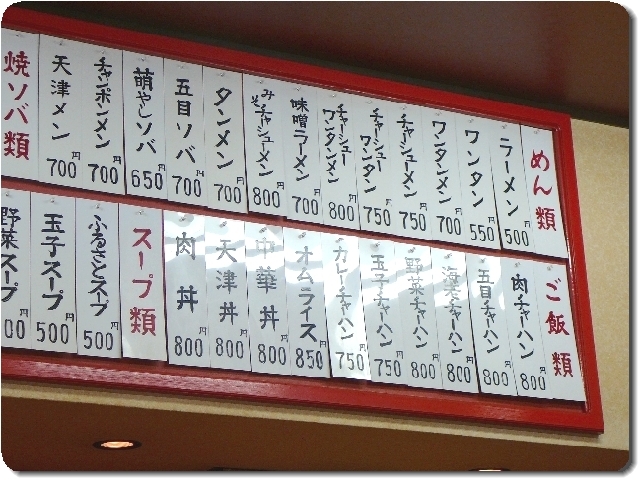 めん類
ラーメン 500円
ワンタン 550円
ワンタンメン 700円
チャーシューメン 750円
チャーシューワンタン 750円
チャーシューワンタンメン 800円
味噌ラーメン 700円
みそチャーシューメン 800円
タンメン 700円
五目ソバ 700円
萌やしソバ 650円
チャンポンメン 700円
天津メン 700円
焼ソバ類
ご飯類
肉チャーハン 800円
五目チャーハン 800円
チャーハン 800円
野菜チャーハン 800円
玉子チャーハン 750円
カレーチャーハン 750円
オムライス 850円
中華丼 800円
天津丼 800円
肉丼 800円
スープ類
ふるさとスープ 500円
玉子スープ 500円
野菜スープ 00円